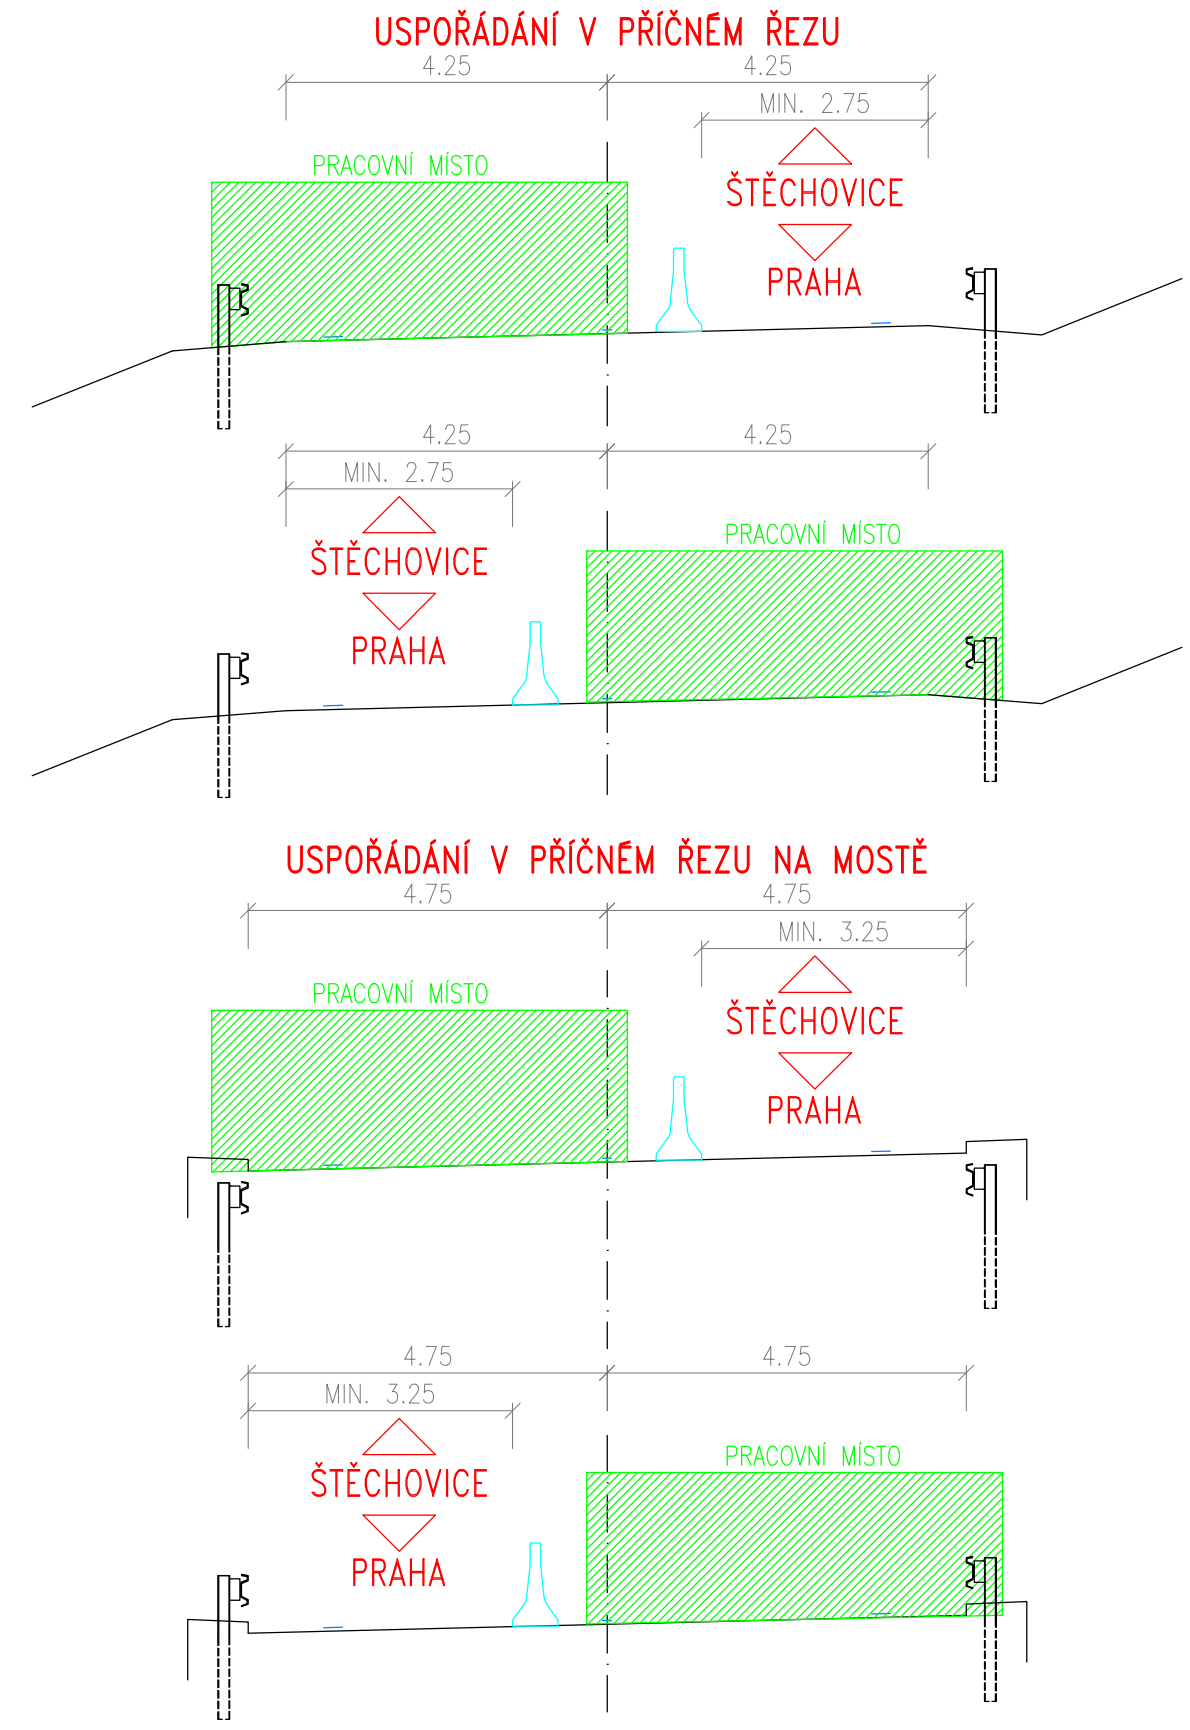 USPOŘÁDÁNÍ V PŘÍČNÉM ŘEZU
4.25
4.25
MIN. 2.75
PRACOVNÍ MÍSTO
ŠTĚCHOVICE
PRAHA
4.25
4.25
MIN. 2.75
PRACOVNÍ MÍSTO
ŠTĚCHOVICE
PRAHA
USPOŘÁDÁNÍ V PŘÍČNÉM ŘEZU NA MOSTĚ
4.75
4.75
MIN. 3.25
PRACOVNÍ MÍSTO
ŠTĚCHOVICE
PRAHA
4.75
4.75
MIN. 3.25
PRACOVNÍ MÍSTO
ŠTĚCHOVICE
PRAHA